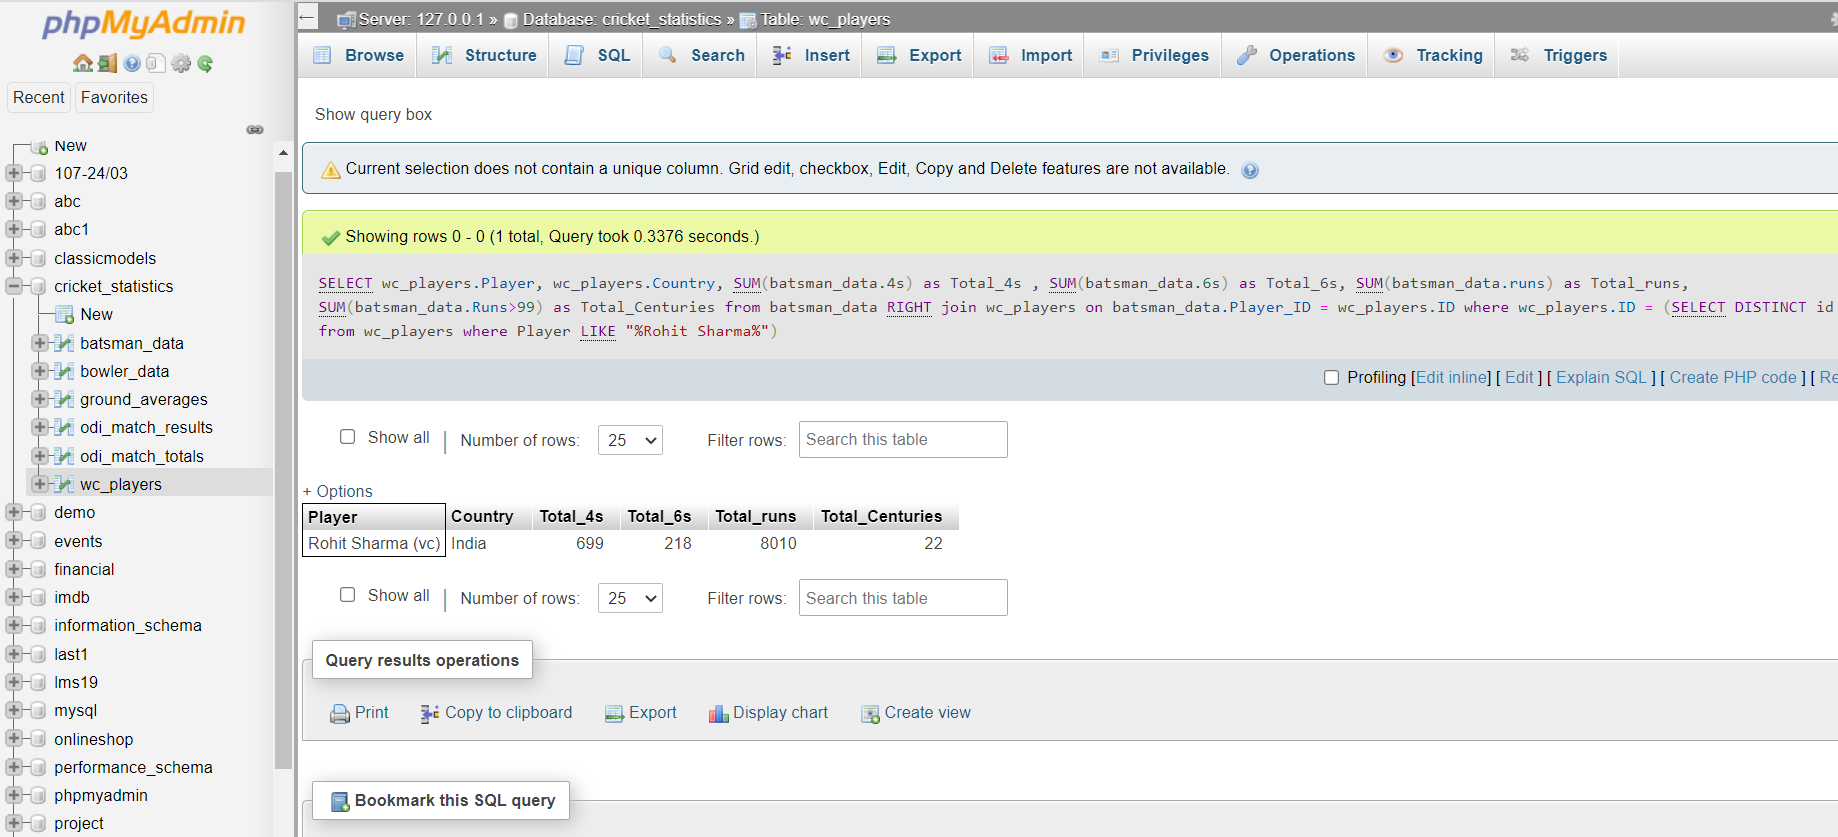 phpMyAdmin
Recent Favorites
New
107-24/03
abc
abc1
classicmodels
cricket_statistics
New
batsman_data
bowler_data
ground_averages
odi_match_results
odi_match_totals
wc_players
demo
events
financial
imdb
information_schema
last1
lms19
mysql
onlineshop
performance_schema
phpmyadmin
project
Server: 127.0.0.1 » Database: cricket_statistics » Table: wc_players
Browse Structure SQL Search Insert Export Import Privileges Operations Tracking Triggers
Show query box
Current selection does not contain a unique column. Grid edit, checkbox, Edit, Copy and Delete features are not available.
Showing rows 0 - 0 (1 total, Query took 0.3376 seconds.)
SELECT wc_players.Player, wc_players.Country, SUM(batsman_data.4s) as Total_4s , SUM(batsman_data.6s) as Total_6s, SUM(batsman_data.runs) as Total_runs,
SUM(batsman_data.Runs>99) as Total_Centuries from batsman_data RIGHT join wc_players on batsman_data.Player_ID = wc_players.ID where wc_players.ID = (SELECT DISTINCT id
from wc_players where Player LIKE "%Rohit Sharma%")
Profiling [Edit inline] [ Edit ] [ Explain SQL ] [ Create PHP code ] [ Re
Show all | Number of rows: 25 Filter rows: Search this table
+ Options
Player Country Total_4s Total_6s Total_runs Total_Centuries
Rohit Sharma (vc) India 699 218 8010 22
Show all | Number of rows: 25 Filter rows: Search this table
Query results operations
Print Copy to clipboard Export Display chart Create view
Bookmark this SQL query